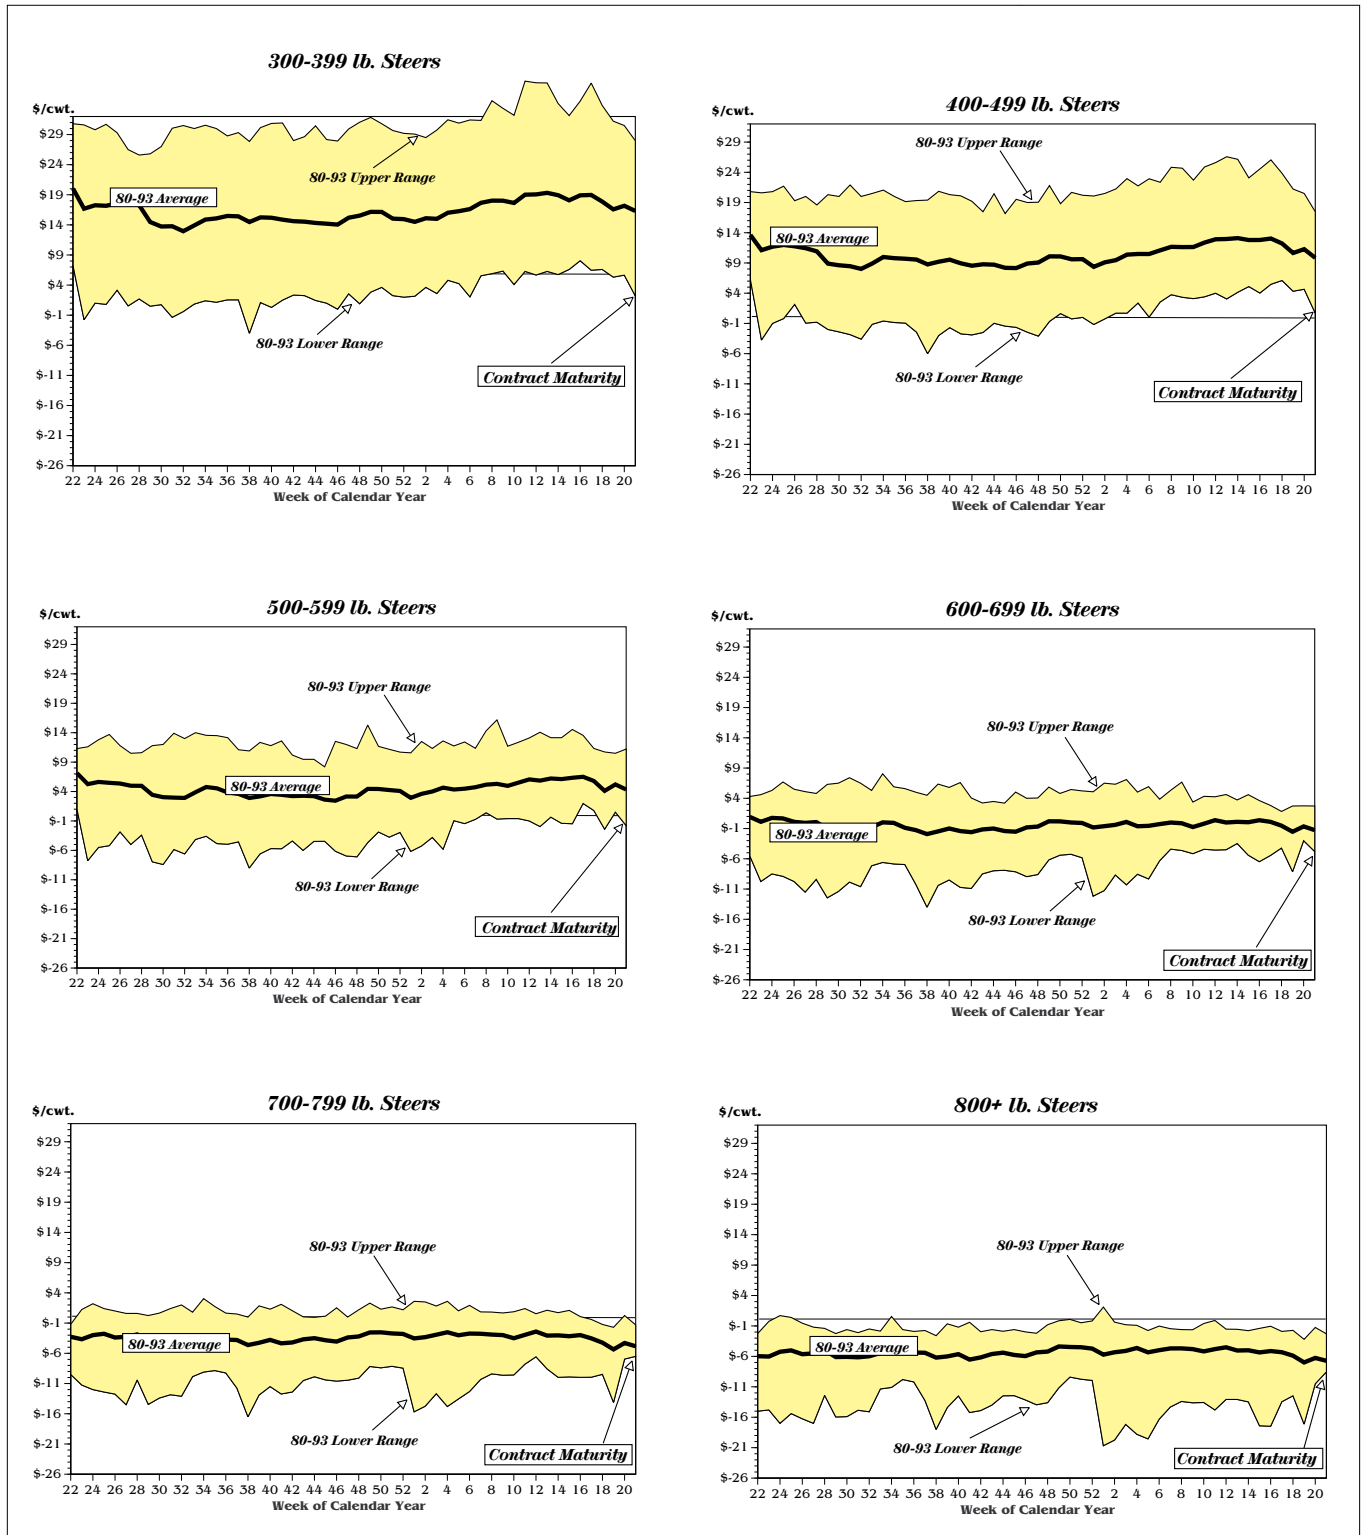 300-399 lb. Steers
$/cwt.
$29
$24
$19
$14
$9
$4
$-1
$-6
$-11
$-16
$-21
$-26
80-93 Upper Range
80-93 Average
80-93 Lower Range
Contract Maturity
22 24 26 28 30 32 34 36 38 40 42 44 46 48 50 52 2 4 6 8 10 12 14 16 18 20
Week of Calendar Year
400-499 lb. Steers
$/cwt.
$29
$24
$19
$14
$9
$4
$-1
$-6
$-11
$-16
$-21
$-26
80-93 Upper Range
80-93 Average
80-93 Lower Range
Contract Maturity
22 24 26 28 30 32 34 36 38 40 42 44 46 48 50 52 2 4 6 8 10 12 14 16 18 20
Week of Calendar Year
500-599 lb. Steers
$/cwt.
$29
$24
$19
$14
$9
$4
$-1
$-6
$-11
$-16
$-21
$-26
80-93 Upper Range
80-93 Average
80-93 Lower Range
Contract Maturity
22 24 26 28 30 32 34 36 38 40 42 44 46 48 50 52 2 4 6 8 10 12 14 16 18 20
Week of Calendar Year
600-699 lb. Steers
$/cwt.
$29
$24
$19
$14
$9
$4
$-1
$-6
$-11
$-16
$-21
$-26
80-93 Upper Range
80-93 Average
80-93 Lower Range
Contract Maturity
22 24 26 28 30 32 34 36 38 40 42 44 46 48 50 52 2 4 6 8 10 12 14 16 18 20
Week of Calendar Year
700-799 lb. Steers
$/cwt.
$29
$24
$19
$14
$9
$4
$-1
$-6
$-11
$-16
$-21
$-26
80-93 Upper Range
80-93 Average
80-93 Lower Range
Contract Maturity
22 24 26 28 30 32 34 36 38 40 42 44 46 48 50 52 2 4 6 8 10 12 14 16 18 20
Week of Calendar Year
800+ lb. Steers
$/cwt.
$29
$24
$19
$14
$9
$4
$-1
$-6
$-11
$-16
$-21
$-26
80-93 Upper Range
80-93 Average
80-93 Lower Range
Contract Maturity
22 24 26 28 30 32 34 36 38 40 42 44 46 48 50 52 2 4 6 8 10 12 14 16 18 20
Week of Calendar Year